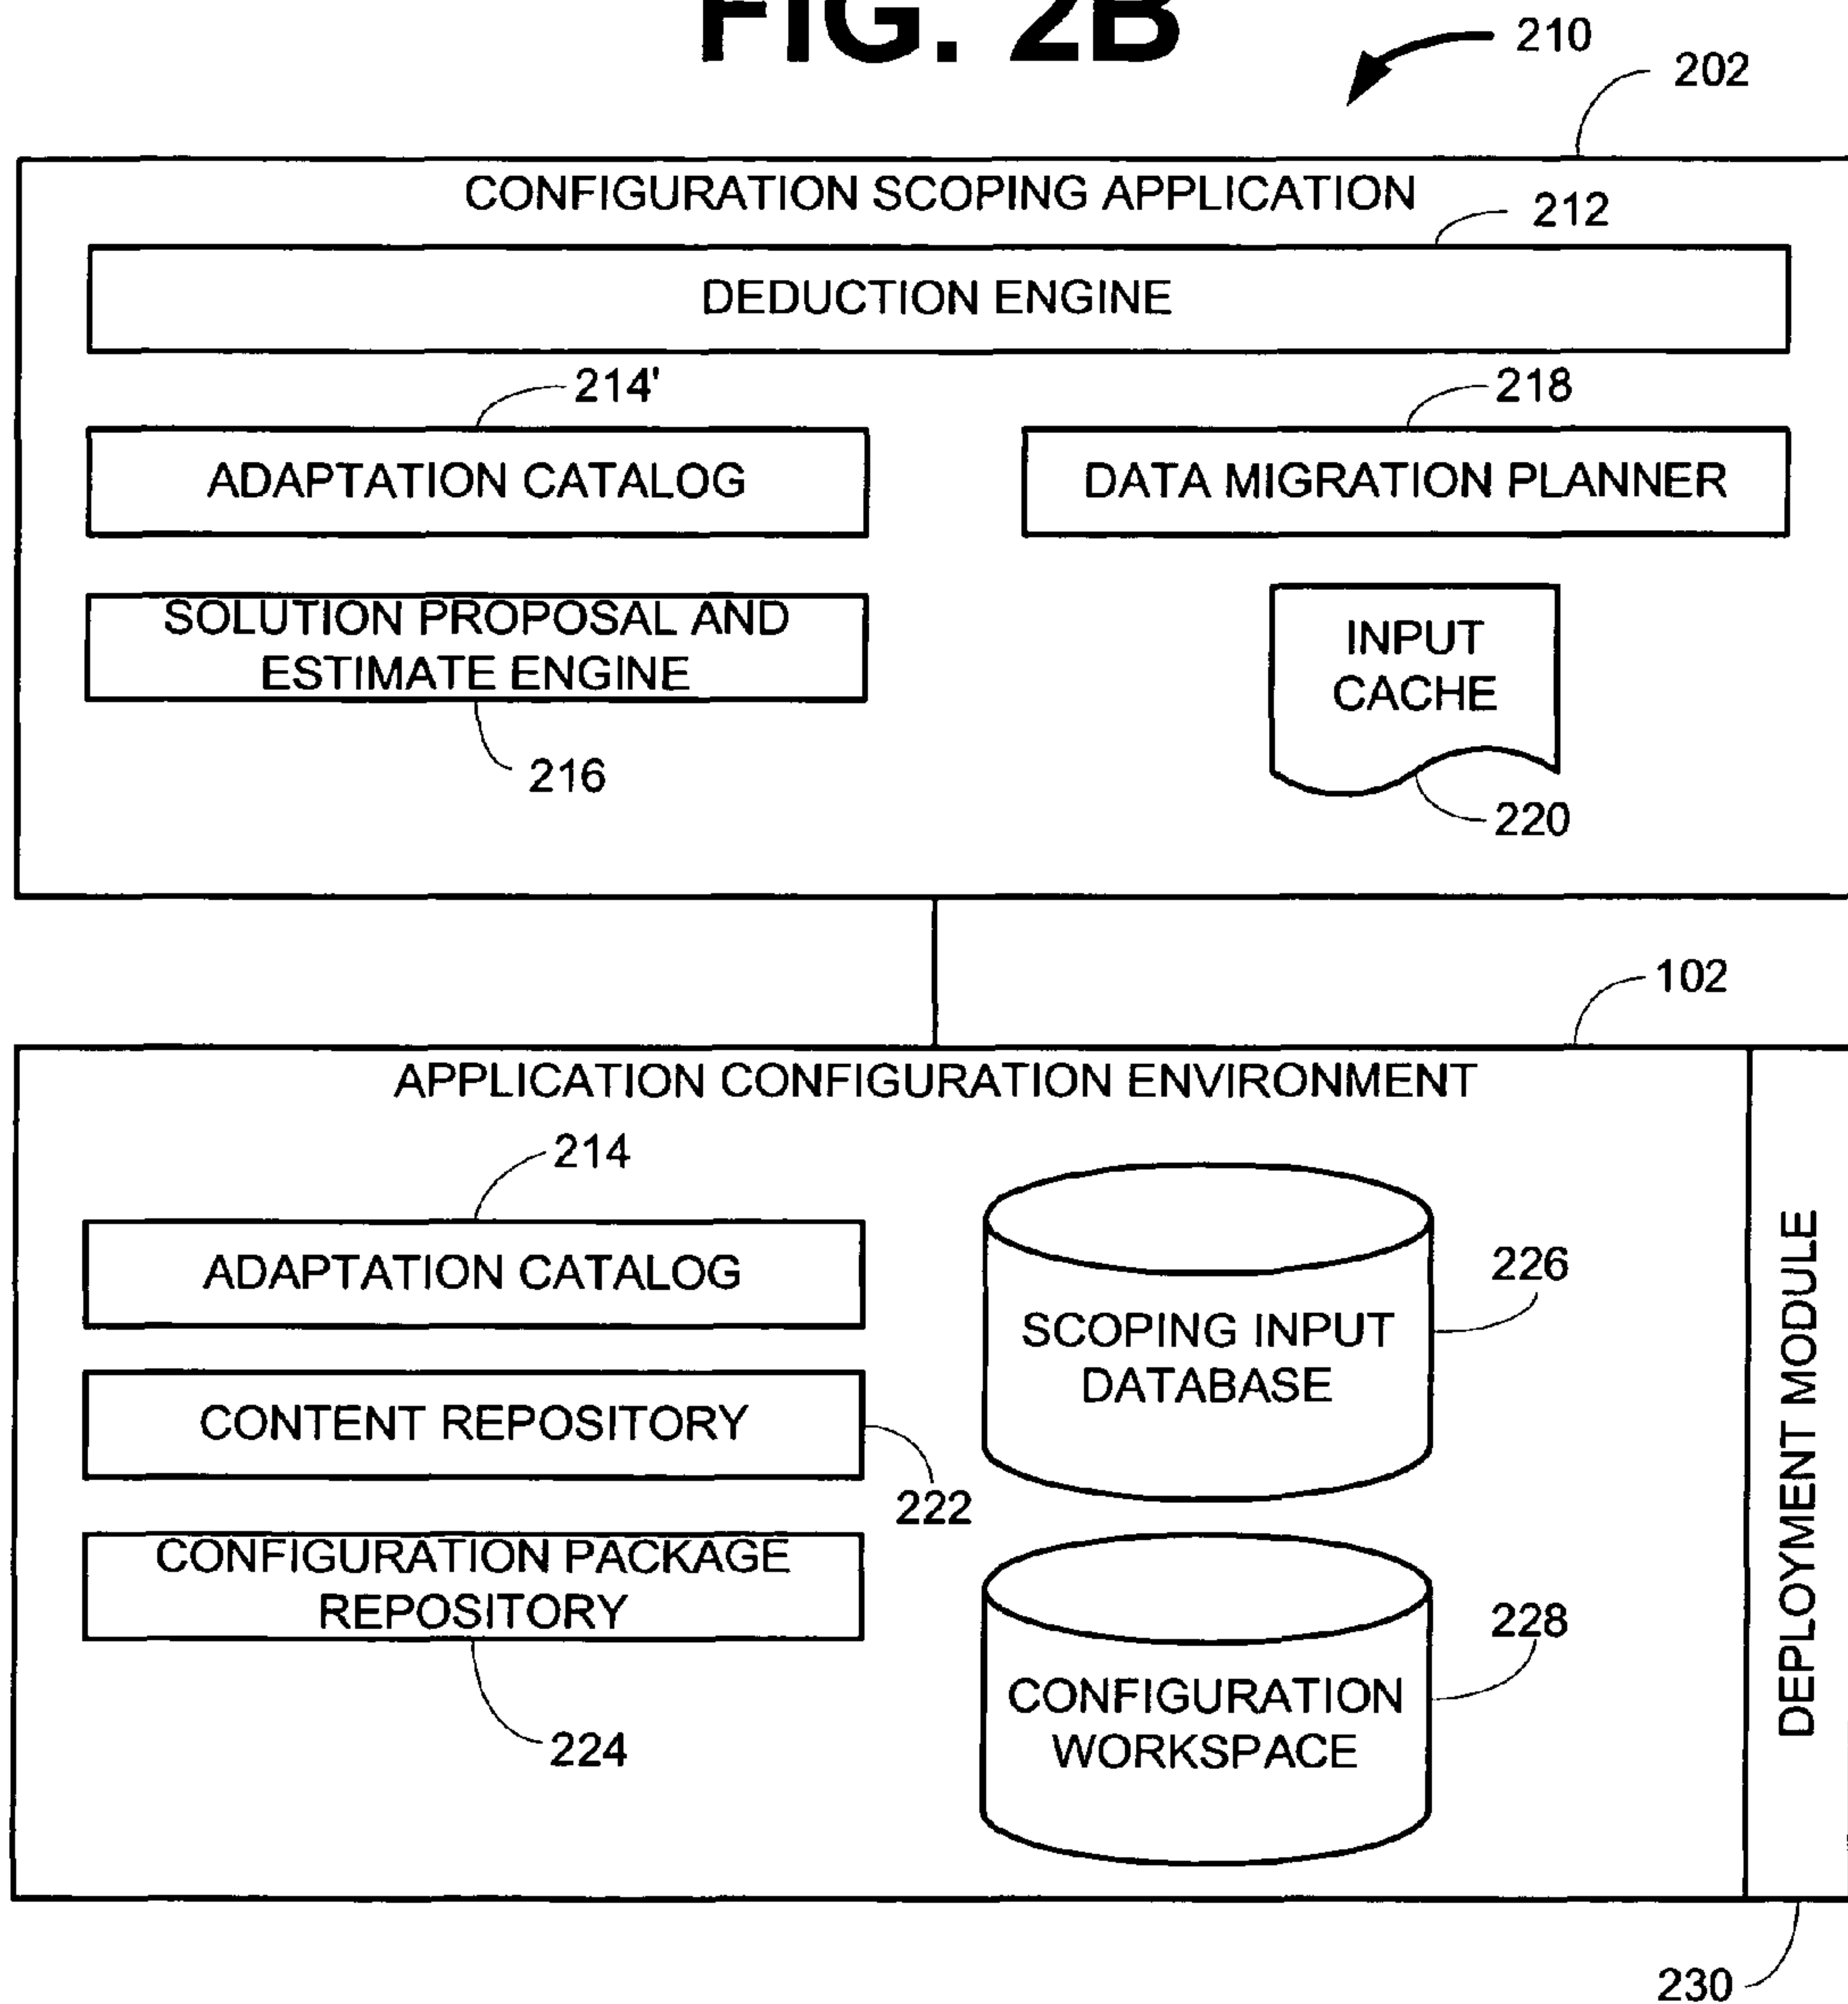 FIG. 2B
210
202
CONFIGURATION SCOPING APPLICATION
212
DEDUCTION ENGINE
214'
218
ADAPTATION CATALOG
DATA MIGRATION PLANNER
SOLUTION PROPOSAL AND
ESTIMATE ENGINE
INPUT
CACHE
216
220
102
APPLICATION CONFIGURATION ENVIRONMENT
214
ADAPTATION CATALOG
226
SCOPING INPUT
DATABASE
CONTENT REPOSITORY
222
CONFIGURATION PACKAGE
REPOSITORY
228
CONFIGURATION
WORKSPACE
224
DEPLOYMENT MODULE
230